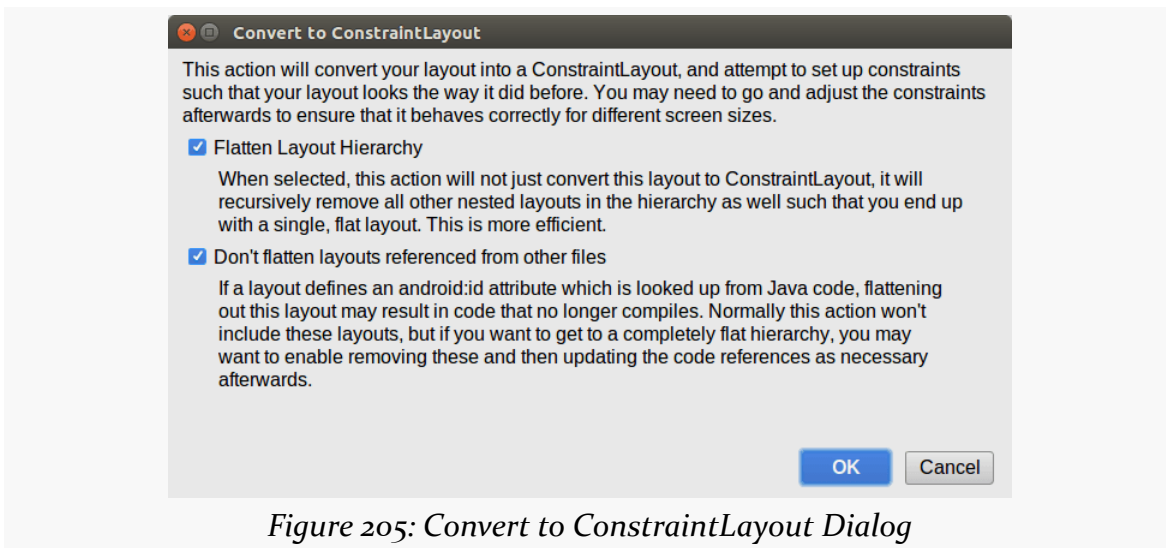 Convert to ConstraintLayout
This action will convert your layout into a ConstraintLayout, and attempt to set up constraints
such that your layout looks the way it did before. You may need to go and adjust the constraints
afterwards to ensure that it behaves correctly for different screen sizes.
Flatten Layout Hierarchy
When selected, this action will not just convert this layout to ConstraintLayout, it will
recursively remove all other nested layouts in the hierarchy as well such that you end up
with a single, flat layout. This is more efficient.
Don't flatten layouts referenced from other files
If a layout defines an android:id attribute which is looked up from Java code, flattening
out this layout may result in code that no longer compiles. Normally this action won't
include these layouts, but if you want to get to a completely flat hierarchy, you may
want to enable removing these and then updating the code references as necessary
afterwards.
OK Cancel
Figure 205: Convert to ConstraintLayout Dialog